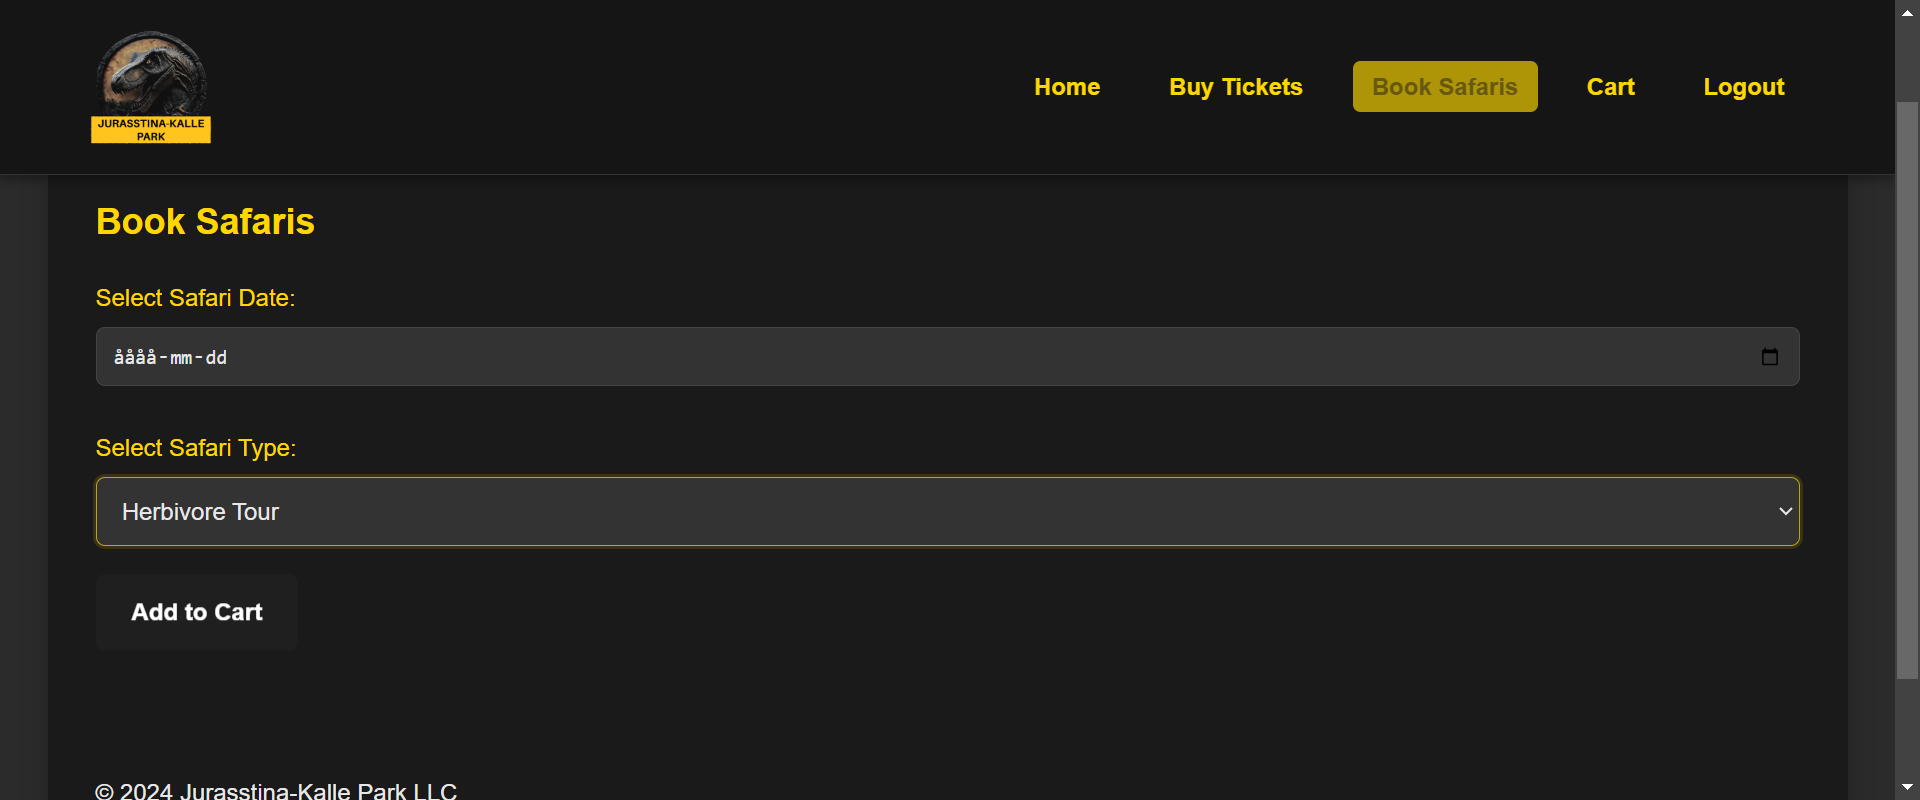 JURASSTINA-KALLE
PARK
Home
Buy Tickets
Book Safaris
Cart
Logout
Book Safaris
Select Safari Date:
åååå-mm-dd
Select Safari Type:
Herbivore Tour
Add to Cart
© 2024 Jurasstina-Kalle Park LLC